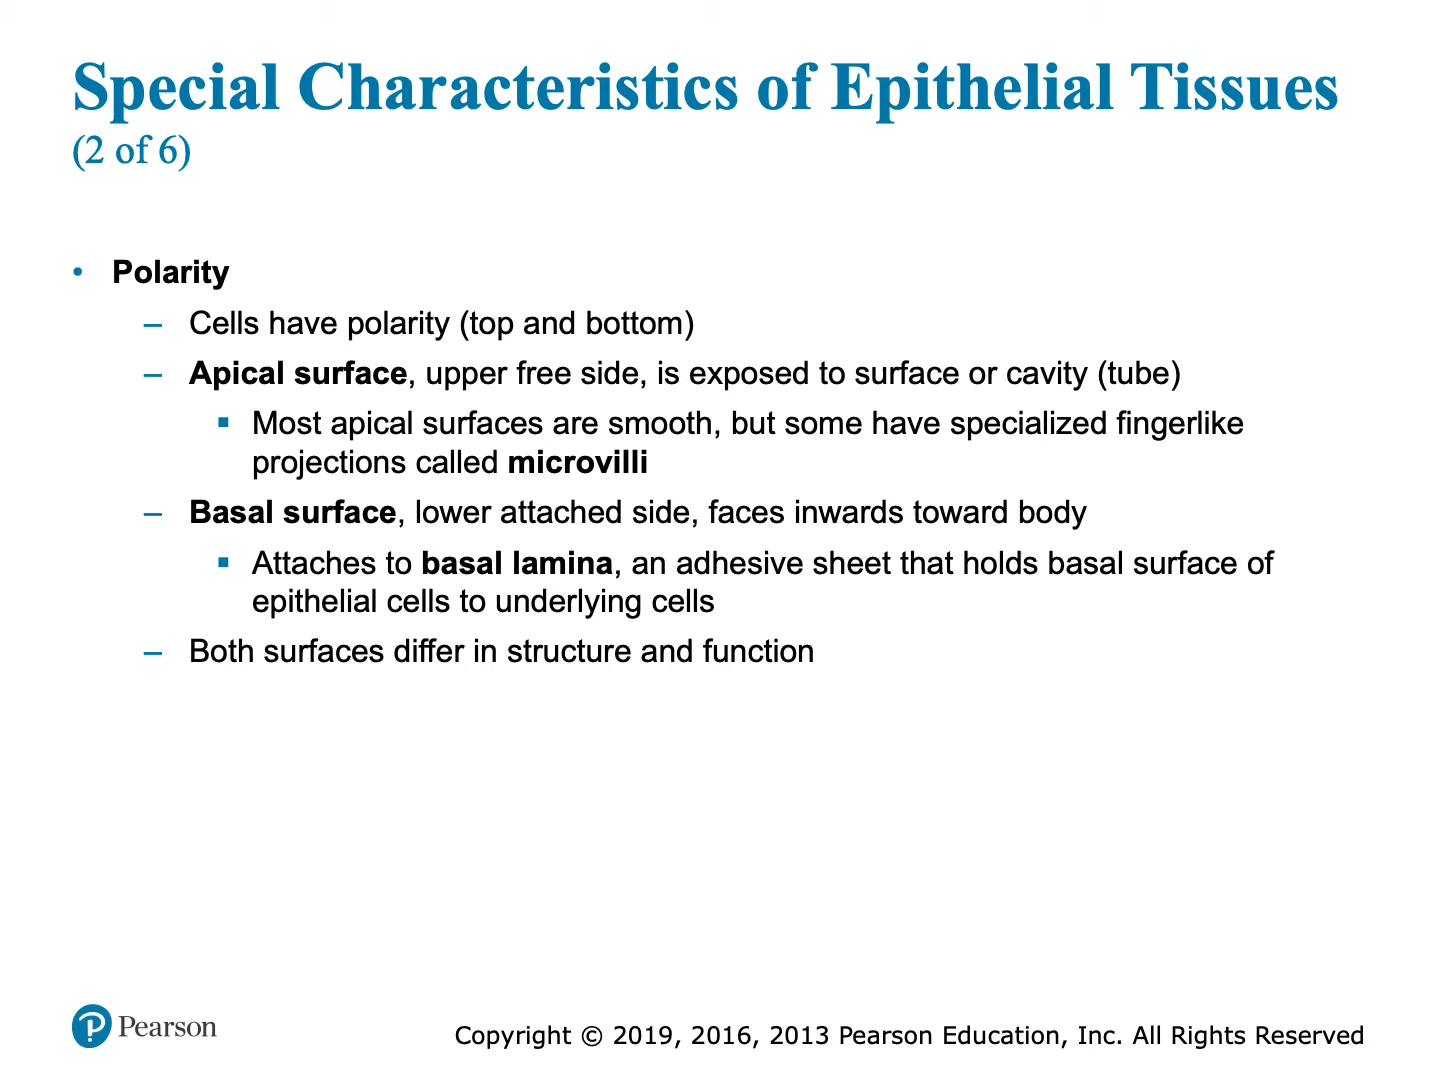 Special Characteristics of Epithelial Tissues
(2 of 6)
• Polarity
– Cells have polarity (top and bottom)
– Apical surface, upper free side, is exposed to surface or cavity (tube)
▪ Most apical surfaces are smooth, but some have specialized fingerlike
projections called microvilli
– Basal surface, lower attached side, faces inwards toward body
▪ Attaches to basal lamina, an adhesive sheet that holds basal surface of
epithelial cells to underlying cells
– Both surfaces differ in structure and function
Pearson
Copyright © 2019, 2016, 2013 Pearson Education, Inc. All Rights Reserved